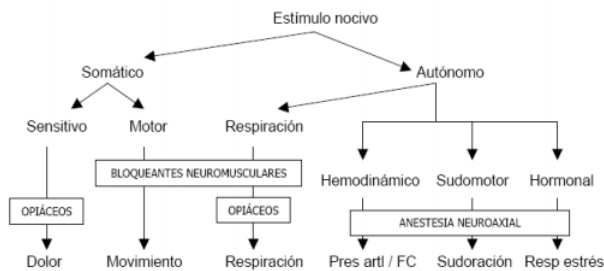 Estímulo nocivo
Somático Autónomo
Sensitivo Motor Respiración
BLOQUEANTES NEUROMUSCULARES
Hemodinámico Sudomotor Hormonal
OPIÁCEOS OPIÁCEOS ANESTESIA NEUROAXIAL
Dolor Movimiento Respiración Pres artl / FC Sudoración Resp estrés